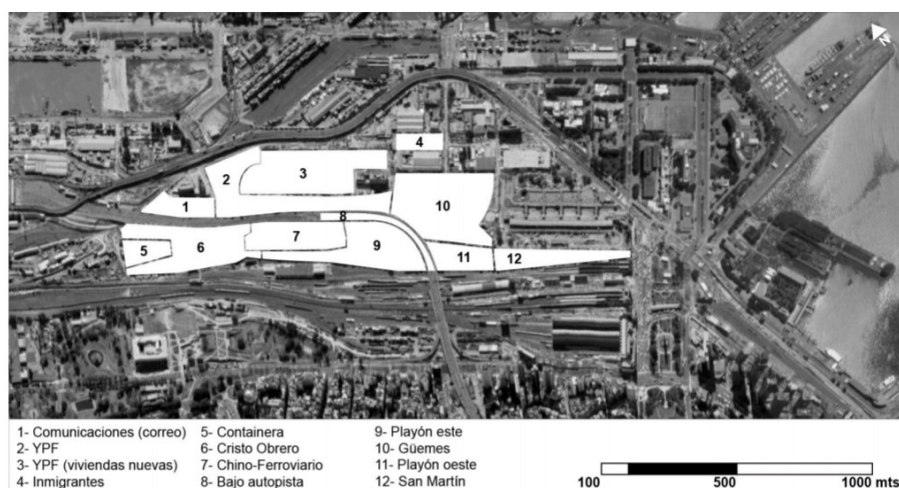 N
4
2
3
1
10
8
7
5
6
9
11
12
1- Comunicaciones (correo)
2- YPF
3- YPF (viviendas nuevas)
4- Inmigrantes
5- Containera
6- Cristo Obrero
7- Chino-Ferroviario
8- Bajo autopista
9- Playón este
10- Güemes
11- Playón oeste
12- San Martín
100 500 1000 mts